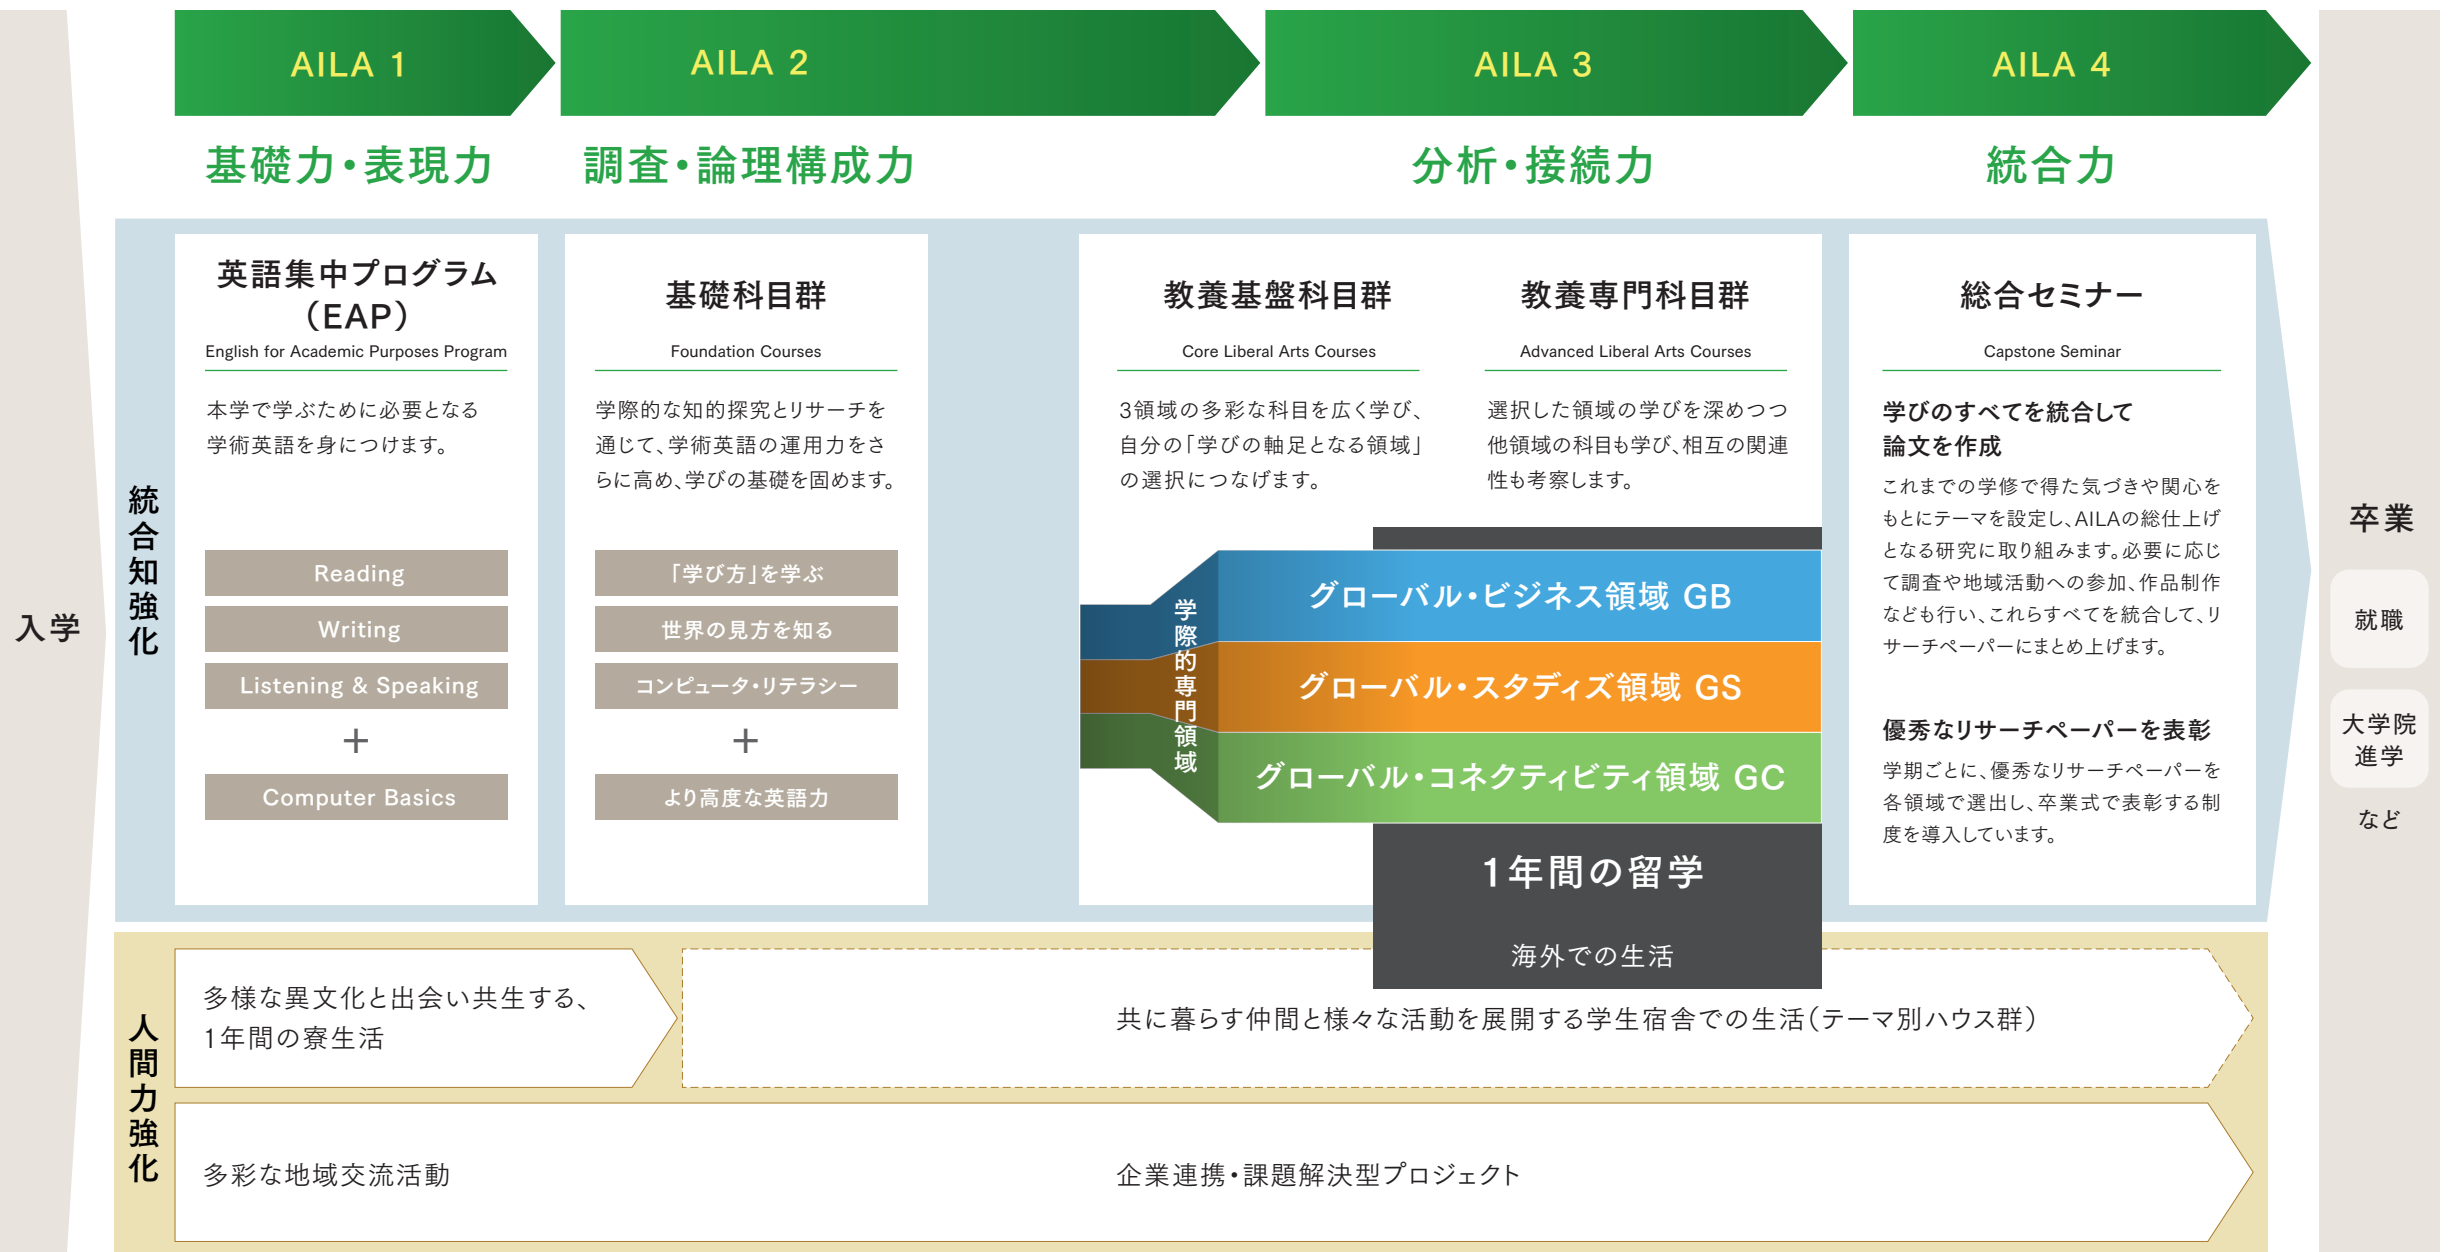 AILA 1
AILA 2
AILA 3
AILA 4
基礎力・表現力
調査・論理構成力
分析・接続力
統合力
入学
統合知強化
英語集中プログラム
（EAP）
English for Academic Purposes Program
本学で学ぶために必要となる
学術英語を身につけます。
Reading
Writing
Listening & Speaking
+
Computer Basics
基礎科目群
Foundation Courses
学際的な知的探究とリサーチを
通じて、学術英語の運用力をさ
らに高め、学びの基礎を固めます。
「学び方」を学ぶ
世界の見方を知る
コンピュータ・リテラシー
+
より高度な英語力
教養基盤科目群
Core Liberal Arts Courses
3領域の多彩な科目を広く学び、
自分の「学びの軸足となる領域」
の選択につなげます。
教養専門科目群
Advanced Liberal Arts Courses
選択した領域の学びを深めつつ
他領域の科目も学び、相互の関連
性も考察します。
学際的専門領域
グローバル・ビジネス領域 GB
グローバル・スタディズ領域 GS
グローバル・コネクティビティ領域 GC
1年間の留学
海外での生活
総合セミナー
Capstone Seminar
学びのすべてを統合して
論文を作成
これまでの学修で得た気づきや関心を
もとにテーマを設定し、AILAの総仕上げ
となる研究に取り組みます。必要に応じ
て調査や地域活動への参加、作品制作
なども行い、これらすべてを統合して、リ
サーチペーパーにまとめ上げます。
優秀なリサーチペーパーを表彰
学期ごとに、優秀なリサーチペーパーを
各領域で選出し、卒業式で表彰する制
度を導入しています。
人間力強化
多様な異文化と出会い共生する、
1年間の寮生活
共に暮らす仲間と様々な活動を展開する学生宿舎での生活（テーマ別ハウス群）
多彩な地域交流活動
企業連携・課題解決型プロジェクト
卒業
就職
大学院
進学
など